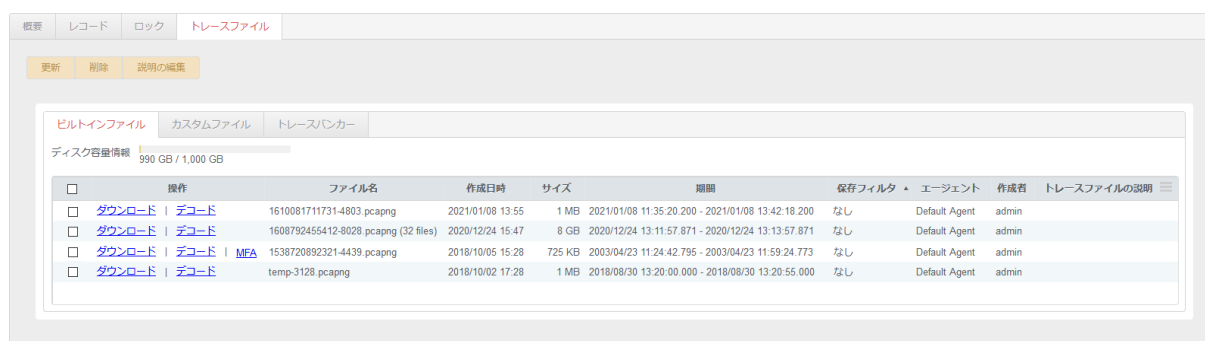 概要 レコード ロック トレースファイル
更新 削除 説明の編集
ビルトインファイル カスタムファイル トレースバンカー
ディスク容量情報 990 GB / 1,000 GB
操作 ファイル名 作成日時 サイズ 期間 保存フィルタ ▲ エージェント 作成者 トレースファイルの説明
ダウンロード | デコード 1610081711731-4803.pcapng 2021/01/08 13:55 1 MB 2021/01/08 11:35:20.200 - 2021/01/08 13:42:18.200 なし Default Agent admin
ダウンロード | デコード 1608792455412-8028.pcapng (32 files) 2020/12/24 15:47 8 GB 2020/12/24 13:11:57.871 - 2020/12/24 13:13:57.871 なし Default Agent admin
ダウンロード | デコード | MFA 1538720892321-4439.pcapng 2018/10/05 15:28 725 KB 2003/04/23 11:24:42.795 - 2003/04/23 11:59:24.773 なし Default Agent admin
ダウンロード | デコード temp-3128.pcapng 2018/10/02 17:28 1 MB 2018/08/30 13:20:00.000 - 2018/08/30 13:20:55.000 なし Default Agent admin